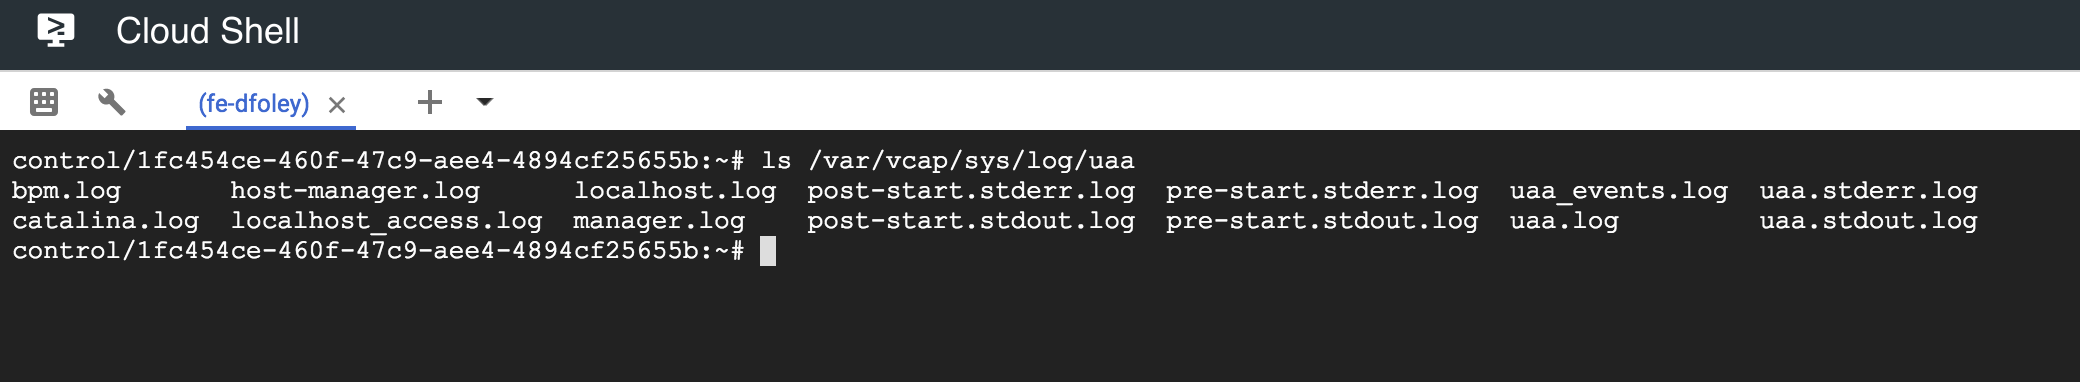 Cloud Shell
(fe-dfoley)
control/1fc454ce-460f-47c9-aee4-4894cf25655b:~# ls /var/vcap/sys/log/uaa
bpm.log host-manager.log localhost.log post-start.stderr.log pre-start.stderr.log uaa_events.log uaa.stderr.log
catalina.log localhost_access.log manager.log post-start.stdout.log pre-start.stdout.log uaa.log uaa.stdout.log
control/1fc454ce-460f-47c9-aee4-4894cf25655b:~#